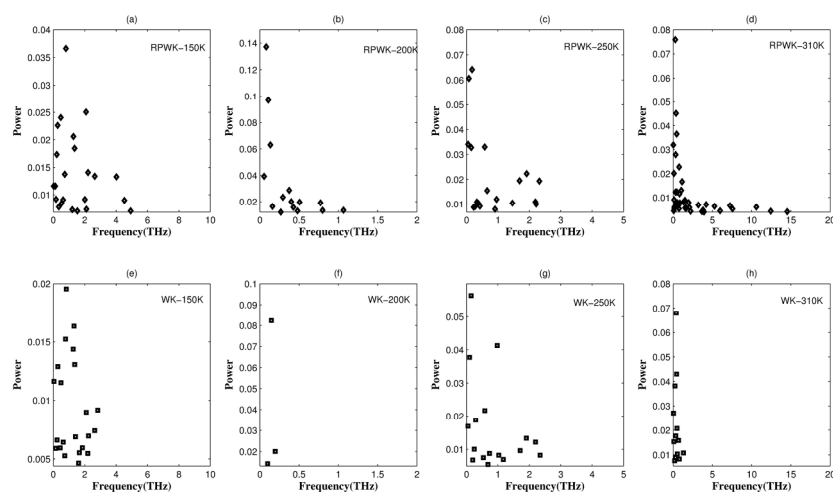 (a) (b) (c) (d)
0.04 0.08 0.08
RPWK−150K RPWK−200K RPWK−250K RPWK−310K
0.14
0.07 0.07
0.12 0.06 0.06
0.03
0.1 0.05 0.05
Power Power Power Power
0.08 0.04 0.04
0.02
0.06 0.03 0.03
0.04 0.02 0.02
0.01
0.02 0.01 0.01
0 2 4 6 8 10 0 0.5 1 1.5 2 0 1 2 3 4 5 0 5 10 15 20
Frequency(THz) Frequency(THz) Frequency(THz) Frequency(THz)
(e) (f) (g) (h)
0.02 0.1 0.06 0.08
WK−150K WK−200K WK−250K WK−310K
0.09
0.07
0.05
0.08
0.06
0.015 0.07
0.04 0.05
0.06
Power Power Power Power
0.05 0.03 0.04
0.01 0.04 0.03
0.02
0.03
0.02
0.02 0.01
0.005 0.01
0 2 4 6 8 10 0 0.5 1 1.5 2 0 1 2 3 4 5 0 5 10 15 20
Frequency(THz) Frequency(THz) Frequency(THz) Frequency(THz)